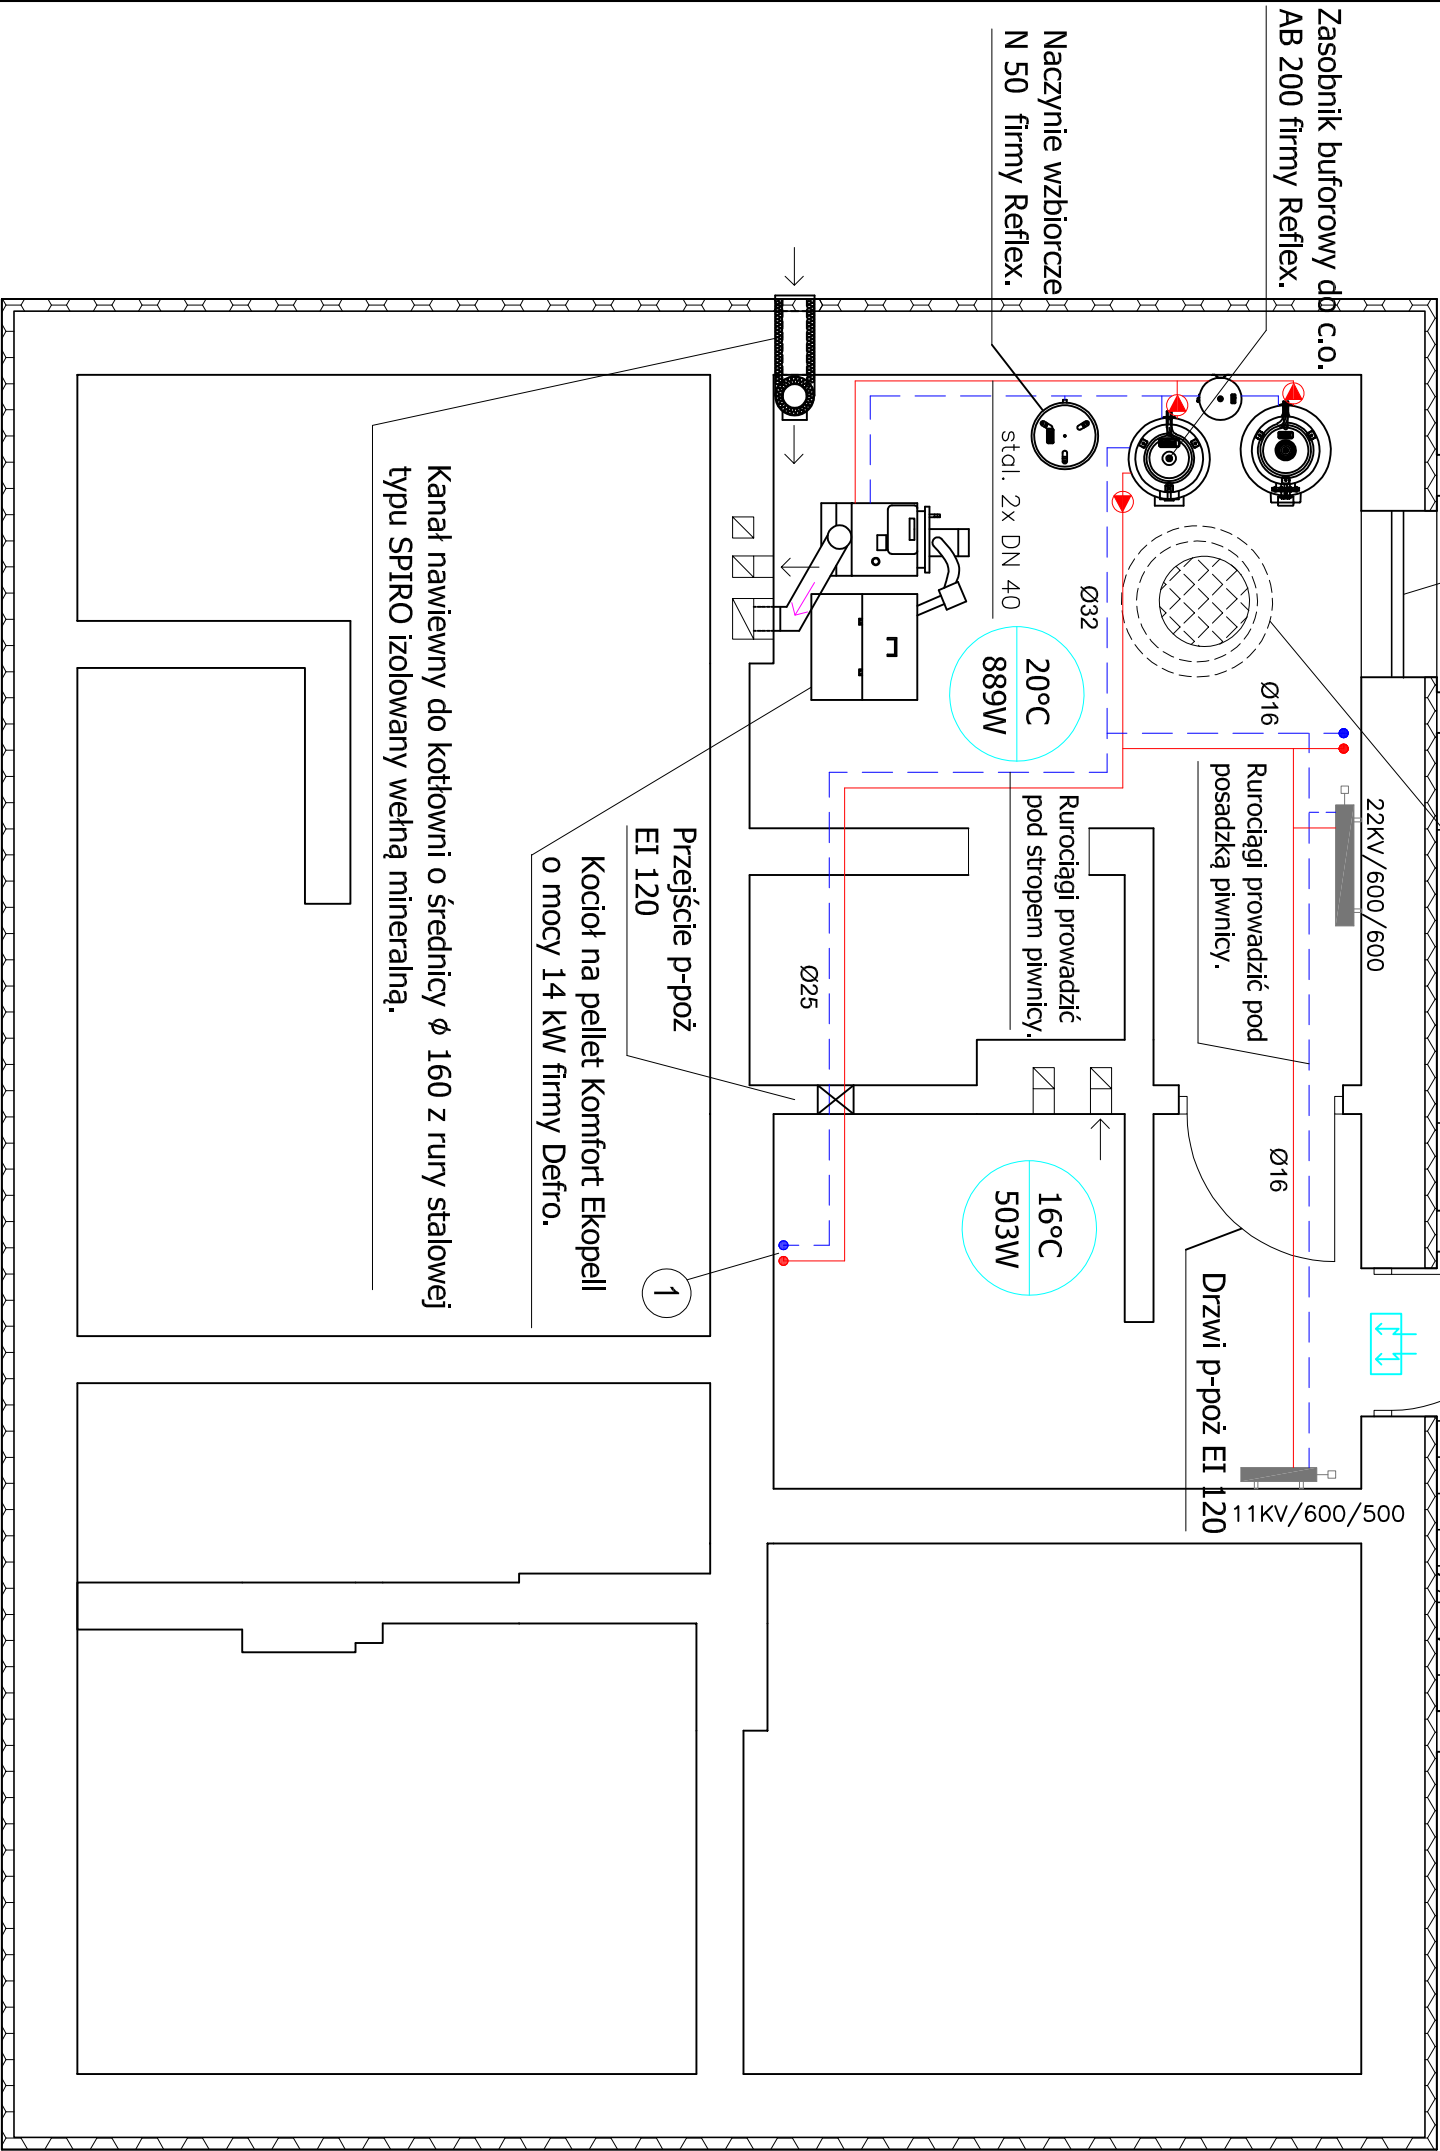 Zasobnik buforowy do c.o.
AB 200 firmy Reflex.
Naczynie wzbiorcze
N 50 firmy Reflex.
stal. 2x DN 40
Ø32
Ø16
20°C
889W
22KV/600/600
Rurociągi prowadzić pod
posadzką piwnicy.
Rurociągi prowadzić
pod stropem piwnicy.
Ø25
Ø16
16°C
503W
Drzwi p-poż EI 120
11KV/600/500
Przejście p-poż
EI 120
1
Kocioł na pellet Komfort Ekopell
o mocy 14 kW firmy Defro.
Kanał nawiewny do kotłowni o średnicy ø 160 z rury stalowej
typu SPIRO izolowany wełną mineralną.